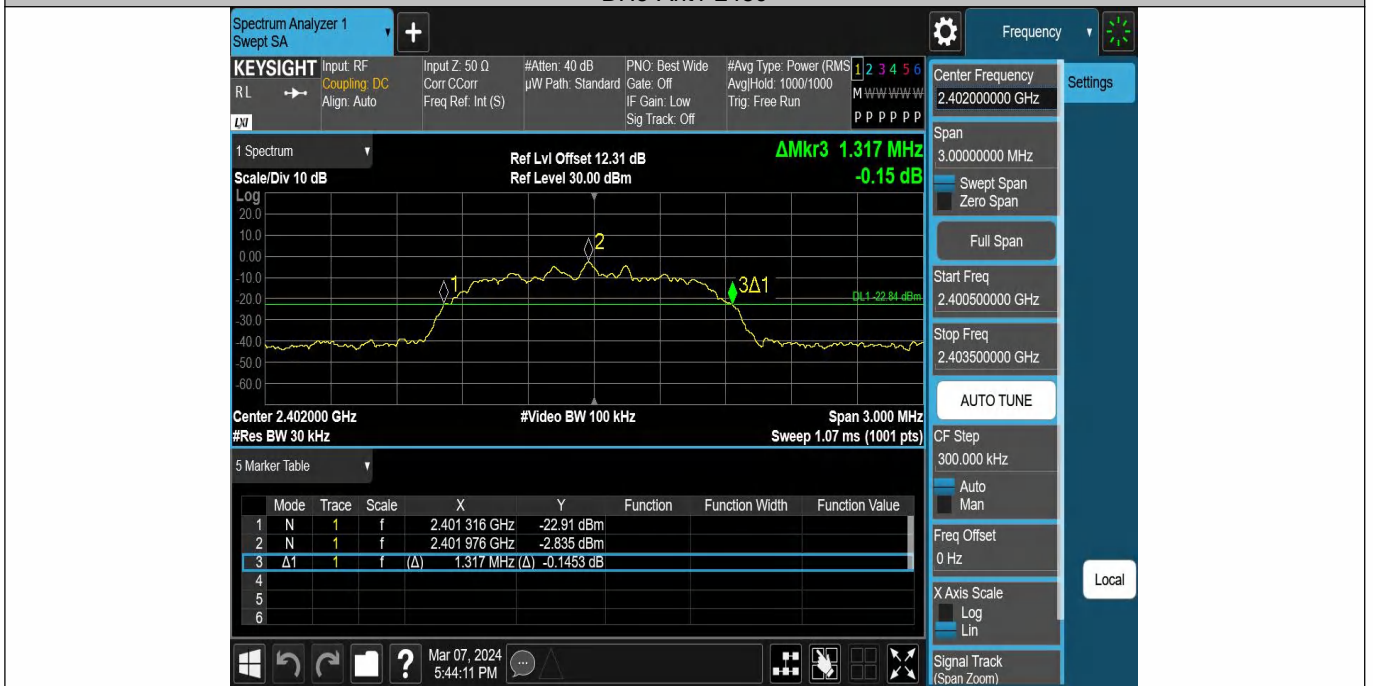 Spectrum Analyzer 1
Swept SA
+
Frequency
KEYSIGHT
RL
LXI
Input: RF
Coupling: DC
Align: Auto
Input Z: 50 Ω
Corr CCorr
Freq Ref: Int (S)
#Atten: 40 dB
µW Path: Standard
PNO: Best Wide
Gate: Off
IF Gain: Low
Sig Track: Off
#Avg Type: Power (RMS
Avg|Hold: 1000/1000
Trig: Free Run
1 2 3 4 5 6
M W W W W W
P P P P P P
1 Spectrum
Scale/Div 10 dB
Ref Lvl Offset 12.31 dB
Ref Level 30.00 dBm
ΔMkr3 1.317 MHz
-0.15 dB
Log
20.0
10.0
0.00
-10.0
-20.0
-30.0
-40.0
-50.0
-60.0
1
2
3Δ1
DL1 -22.84 dBm
Center 2.402000 GHz
#Video BW 100 kHz
Span 3.000 MHz
#Res BW 30 kHz
Sweep 1.07 ms (1001 pts)
5 Marker Table
Mode Trace Scale X Y Function Function Width Function Value
1 N 1 f 2.401 316 GHz -22.91 dBm
2 N 1 f 2.401 976 GHz -2.835 dBm
3 Δ1 1 f (Δ) 1.317 MHz (Δ) -0.1453 dB
4
5
6
?
Mar 07, 2024
5:44:11 PM
Center Frequency
2.402000000 GHz
Settings
Span
3.00000000 MHz
Swept Span
Zero Span
Full Span
Start Freq
2.400500000 GHz
Stop Freq
2.403500000 GHz
AUTO TUNE
CF Step
300.000 kHz
Auto
Man
Freq Offset
0 Hz
Local
X Axis Scale
Log
Lin
Signal Track
(Span Zoom)